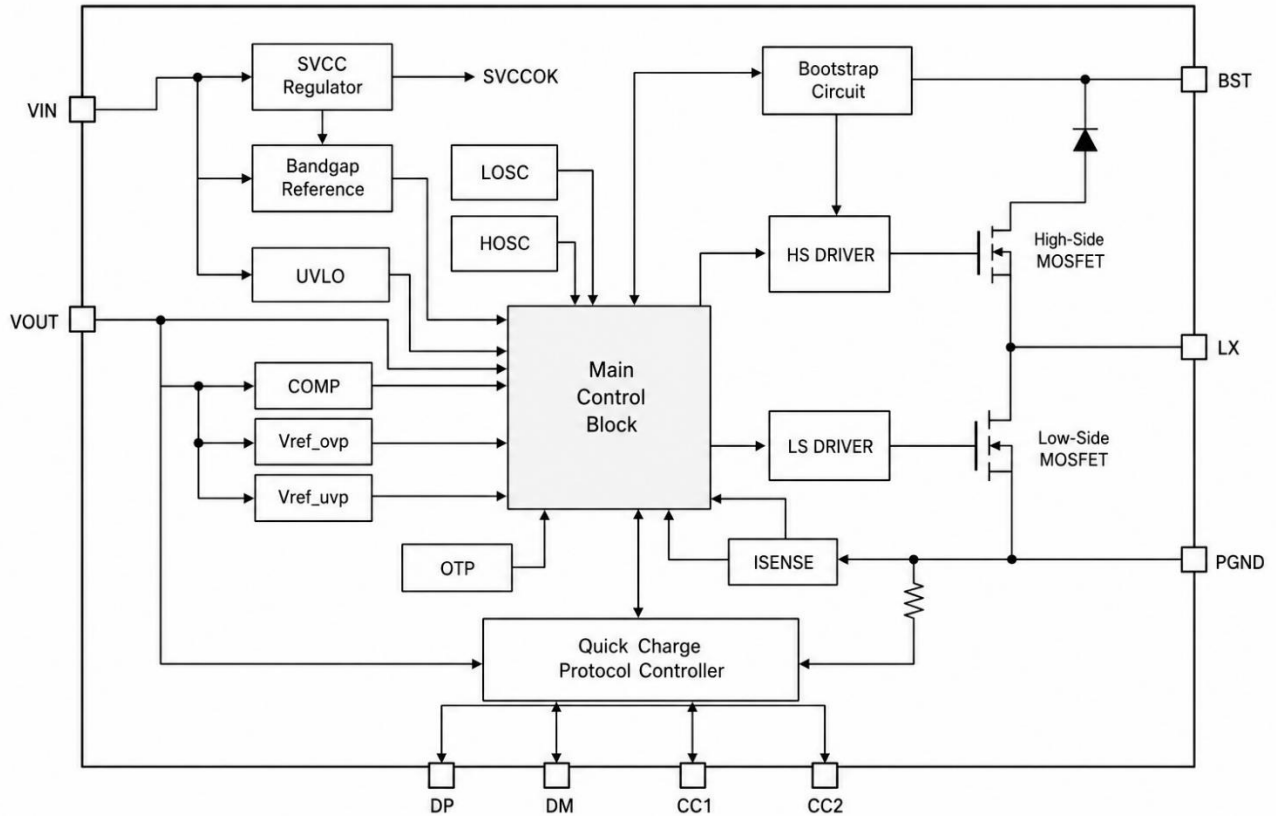 SVCC
Regulator
SVCCOK
Bootstrap
Circuit
BST
VIN
Bandgap
Reference
LOSC
HOSC
UVLO
HS DRIVER
High-Side
MOSFET
VOUT
LX
Main
Control
Block
COMP
Vref_ovp
LS DRIVER
Low-Side
MOSFET
Vref_uvp
OTP
ISENSE
PGND
Quick Charge
Protocol Controller
DP
DM
CC1
CC2